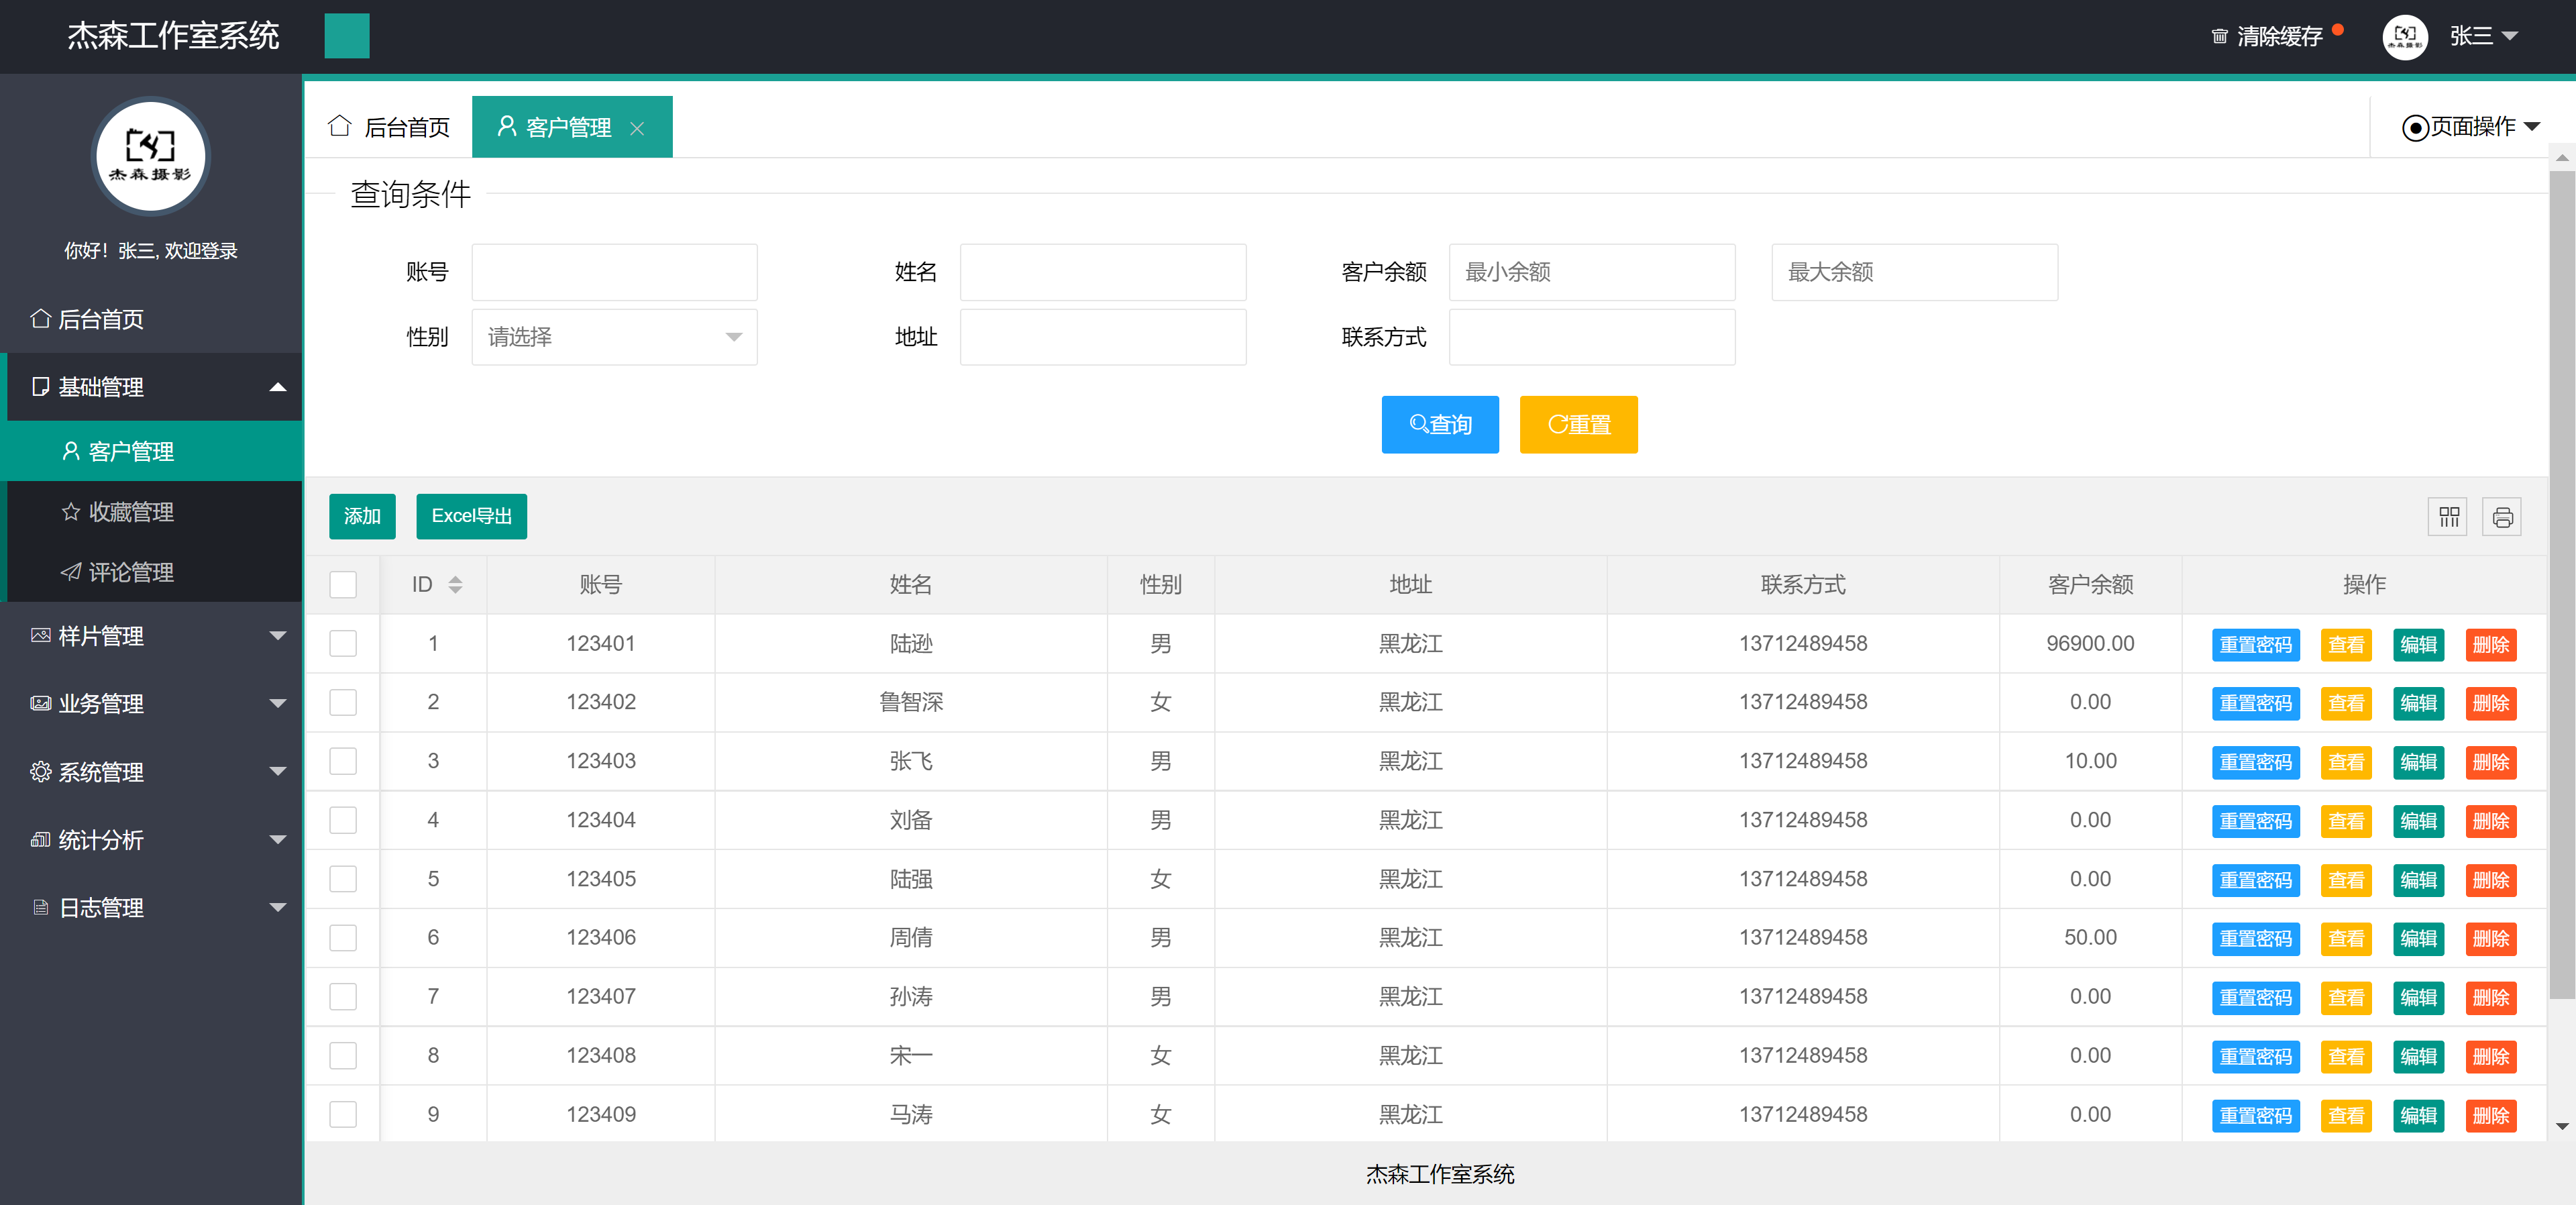 杰森工作室系统
清除缓存 张三
杰森摄影
杰森摄影
你好！张三, 欢迎登录
后台首页
基础管理
客户管理
收藏管理
评论管理
样片管理
业务管理
系统管理
统计分析
日志管理
后台首页 客户管理 页面操作
查询条件
账号 姓名 客户余额 最小余额 最大余额
性别 请选择 地址 联系方式
查询 重置
添加 Excel导出
ID 账号 姓名 性别 地址 联系方式 客户余额 操作
1 123401 陆逊 男 黑龙江 13712489458 96900.00 重置密码 查看 编辑 删除
2 123402 鲁智深 女 黑龙江 13712489458 0.00 重置密码 查看 编辑 删除
3 123403 张飞 男 黑龙江 13712489458 10.00 重置密码 查看 编辑 删除
4 123404 刘备 男 黑龙江 13712489458 0.00 重置密码 查看 编辑 删除
5 123405 陆强 女 黑龙江 13712489458 0.00 重置密码 查看 编辑 删除
6 123406 周倩 男 黑龙江 13712489458 50.00 重置密码 查看 编辑 删除
7 123407 孙涛 男 黑龙江 13712489458 0.00 重置密码 查看 编辑 删除
8 123408 宋一 女 黑龙江 13712489458 0.00 重置密码 查看 编辑 删除
9 123409 马涛 女 黑龙江 13712489458 0.00 重置密码 查看 编辑 删除
杰森工作室系统